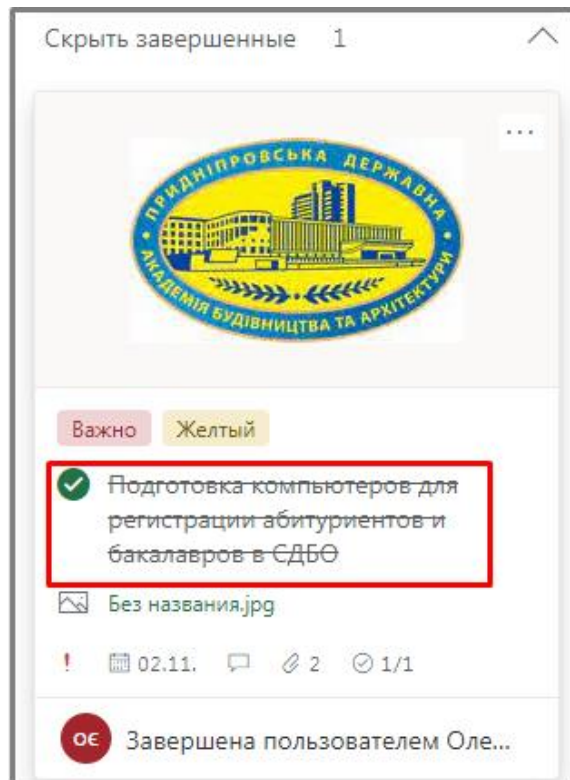 Скрыть завершенные 1
...
ПРИДНІПРОВСЬКА ДЕРЖАВНА
АКАДЕМІЯ БУДІВНИЦТВА ТА АРХІТЕКТУРИ
Важно Желтый
Подготовка компьютеров для
регистрации абитуриентов и
бакалавров в СДБО
Без названия.jpg
! 02.11. 2 1/1
ОЄ Завершена пользователем Оле...